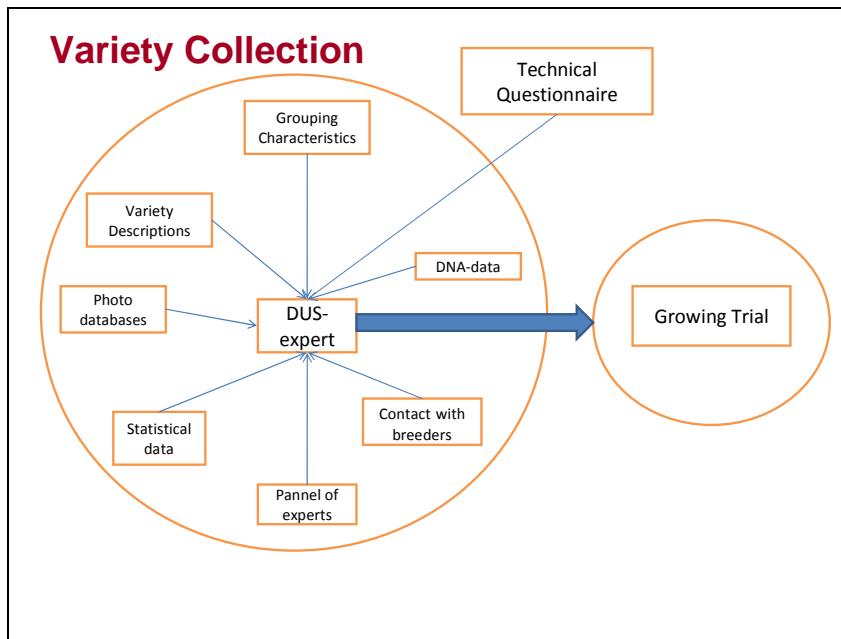 Variety Collection
Technical
Questionnaire
Grouping
Characteristics
Variety
Descriptions
DNA-data
Photo
databases
DUS-
expert
Growing Trial
Statistical
data
Contact with
breeders
Pannel of
experts